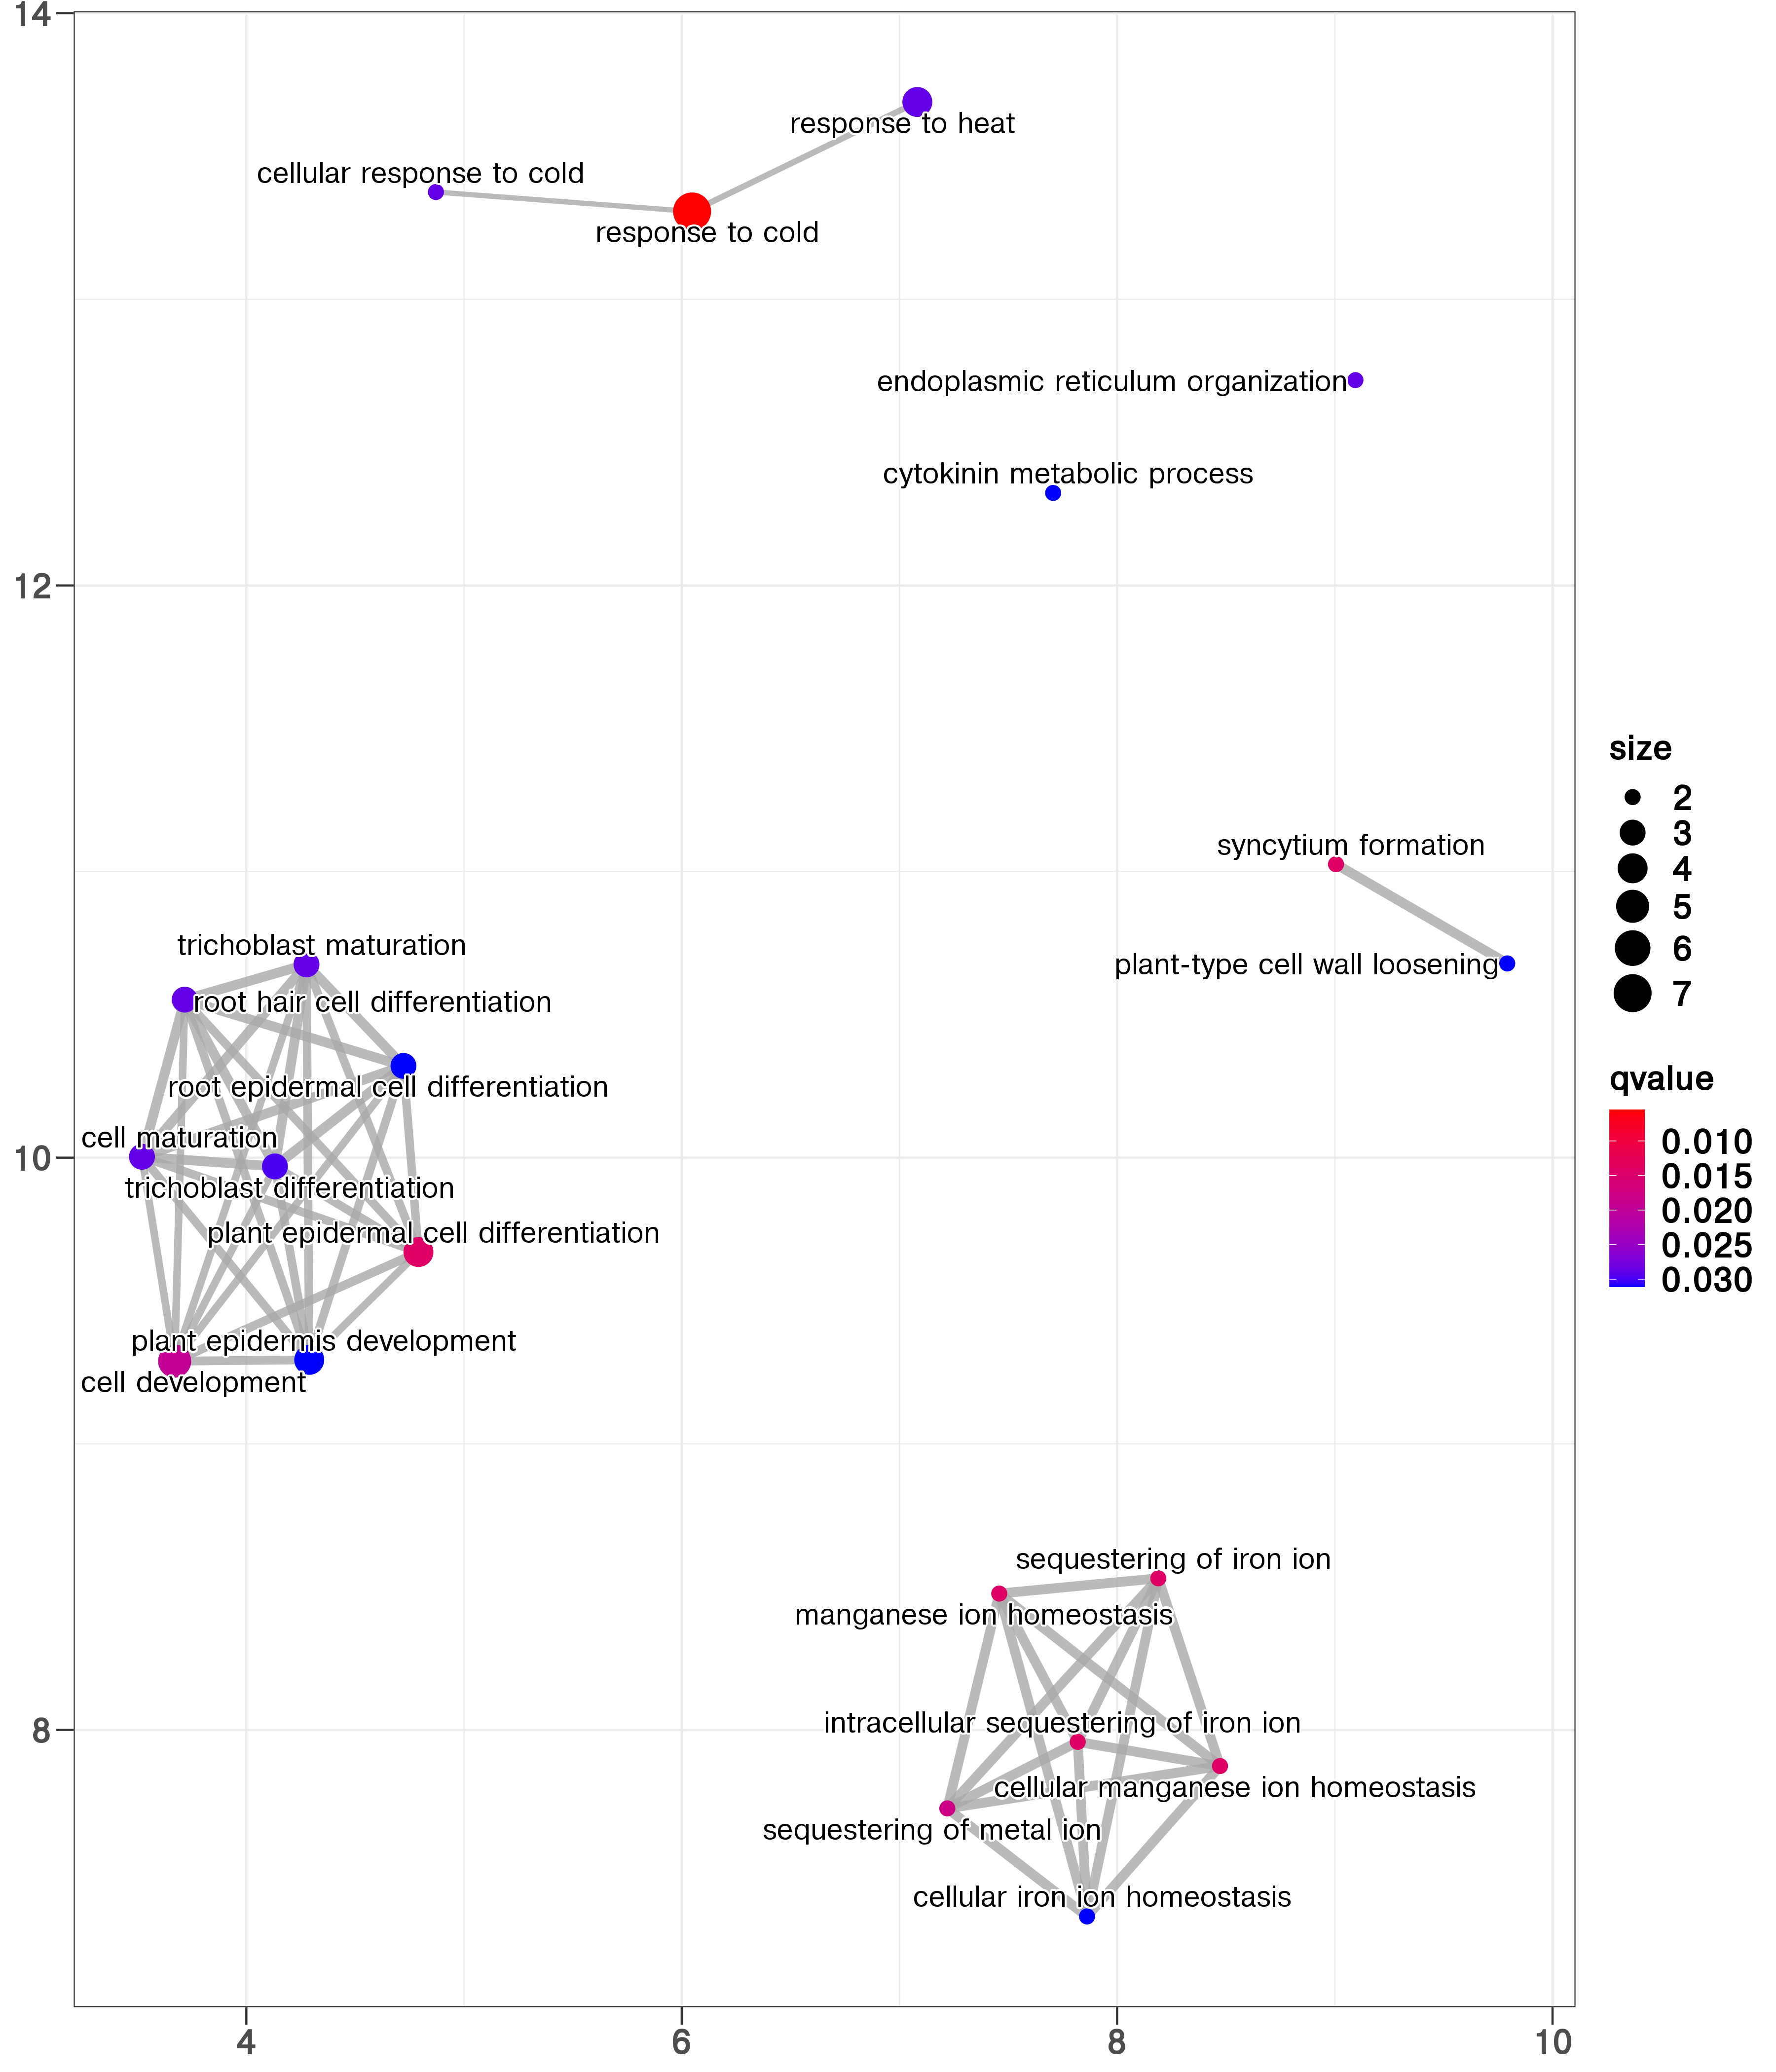 14
response to heat
cellular response to cold
response to cold
endoplasmic reticulum organization
cytokinin metabolic process
12
syncytium formation
plant-type cell wall loosening
trichoblast maturation
root hair cell differentiation
root epidermal cell differentiation
cell maturation
10
trichoblast differentiation
plant epidermal cell differentiation
plant epidermis development
cell development
sequestering of iron ion
manganese ion homeostasis
intracellular sequestering of iron ion
8
cellular manganese ion homeostasis
sequestering of metal ion
cellular iron ion homeostasis
4 6 8 10
size
2
3
4
5
6
7
qvalue
0.010
0.015
0.020
0.025
0.030